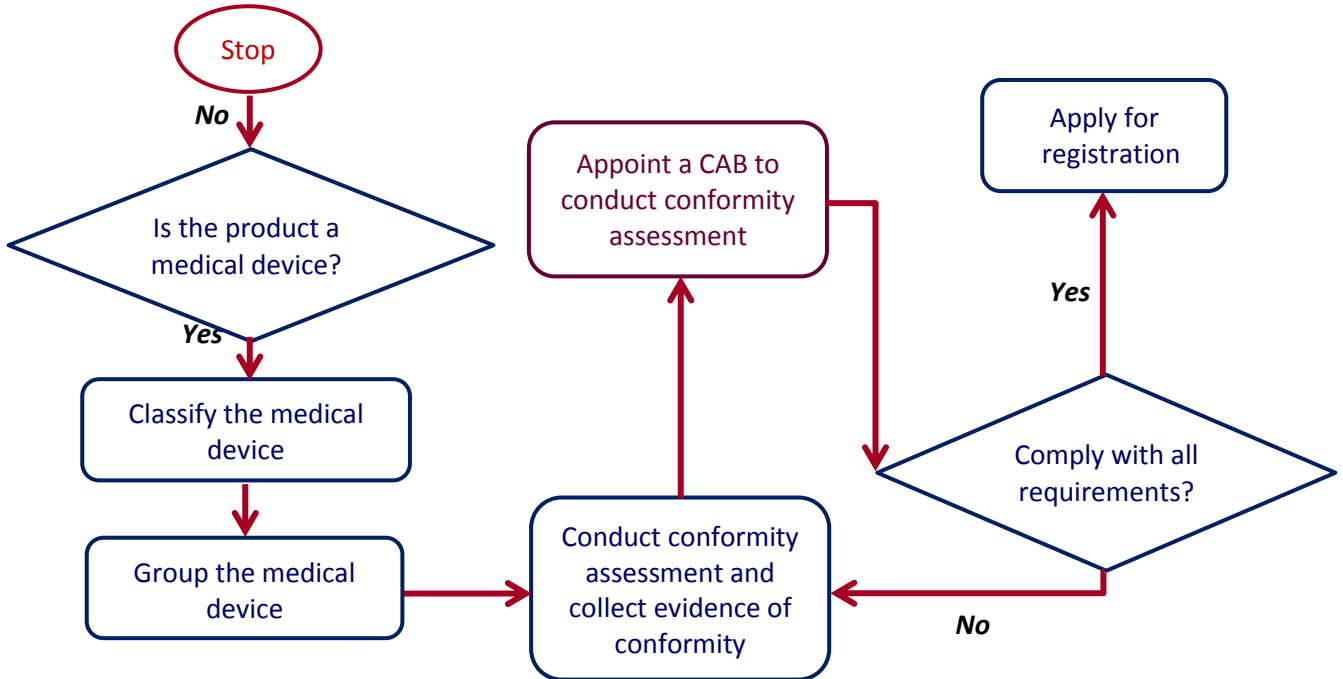 Stop
No
Is the product a
medical device?
Yes
Classify the medical
device
Group the medical
device
Appoint a CAB to
conduct conformity
assessment
Conduct conformity
assessment and
collect evidence of
conformity
Apply for
registration
Yes
Comply with all
requirements?
No